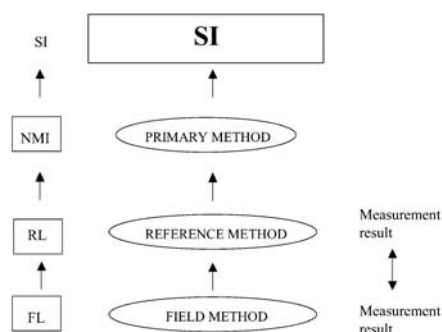 SI SI
NMI PRIMARY METHOD
RL REFERENCE METHOD Measurement
result
FL FIELD METHOD Measurement
result